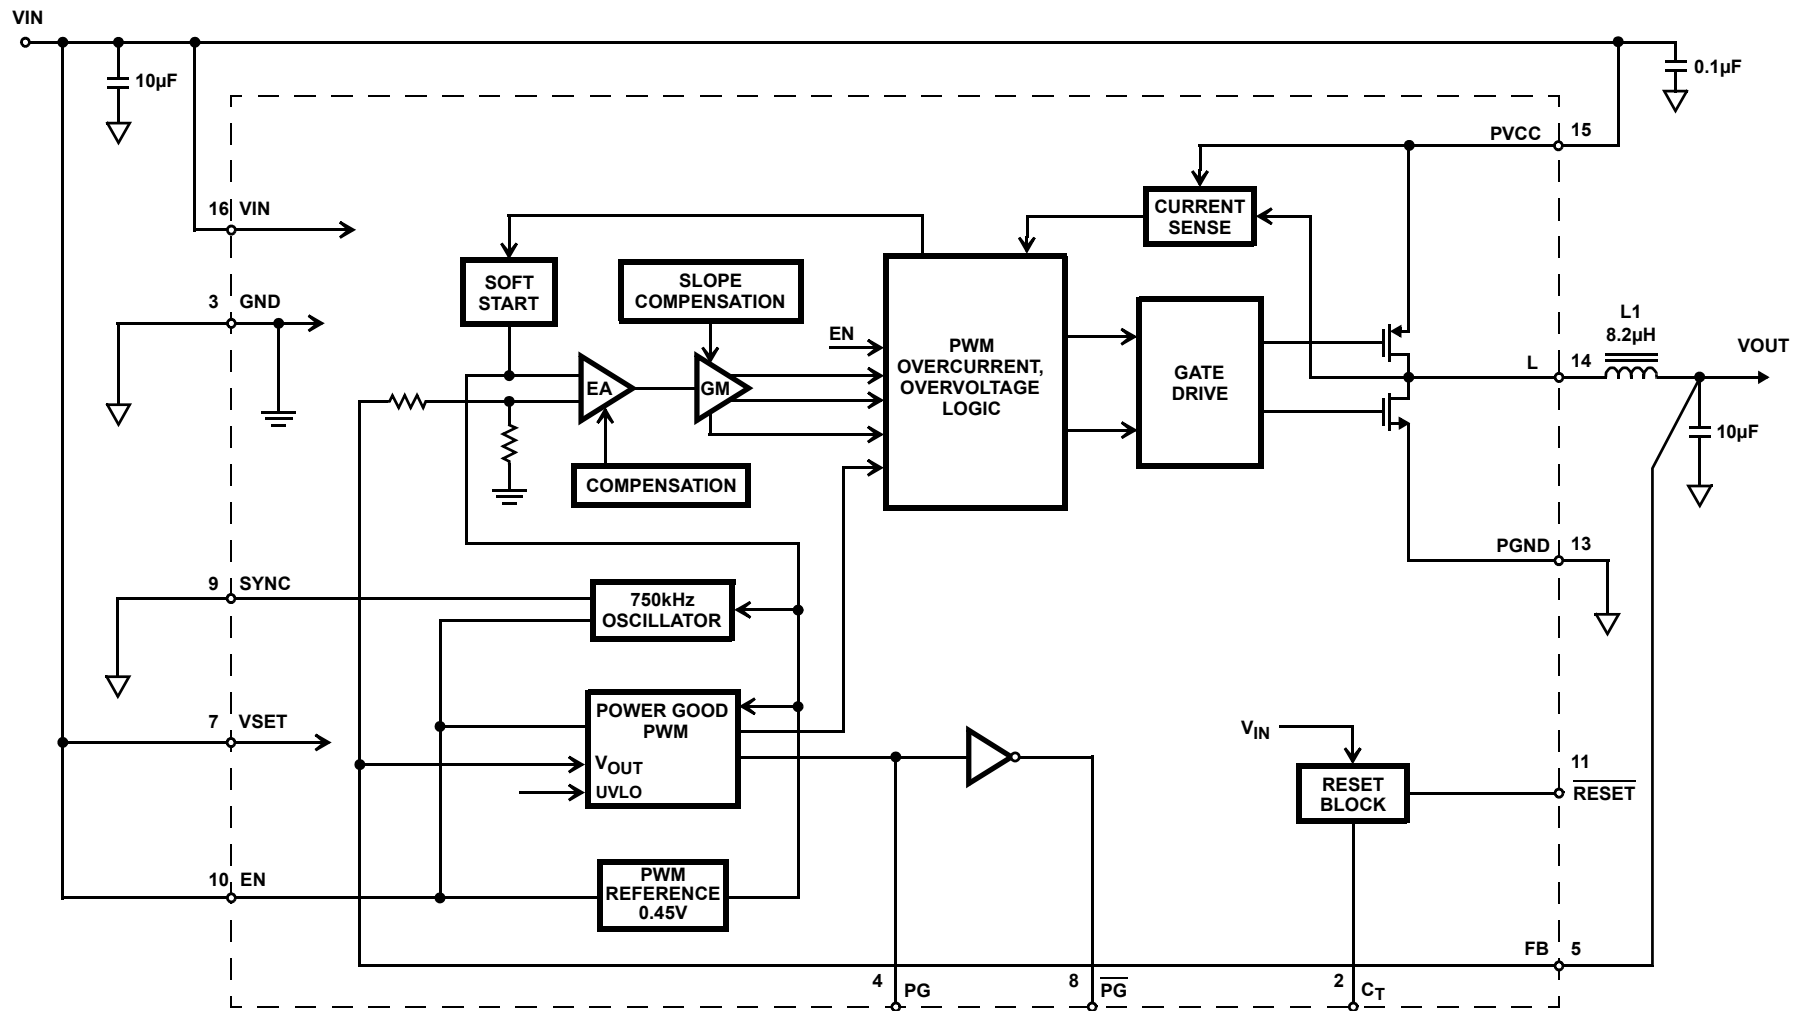 VIN
10µF
0.1µF
PVCC 15
16 VIN
CURRENT
SENSE
SOFT
START
SLOPE
COMPENSATION
3 GND
EN
PWM
OVERCURRENT,
OVERVOLTAGE
LOGIC
GATE
DRIVE
L1
8.2µH
VOUT
L 14
EA
GM
10µF
COMPENSATION
PGND 13
9 SYNC
750kHz
OSCILLATOR
7 VSET
POWER GOOD
PWM
VOUT
UVLO
VIN
RESET
BLOCK
11
RESET
10 EN
PWM
REFERENCE
0.45V
FB 5
4 PG
8 PG
2 CT